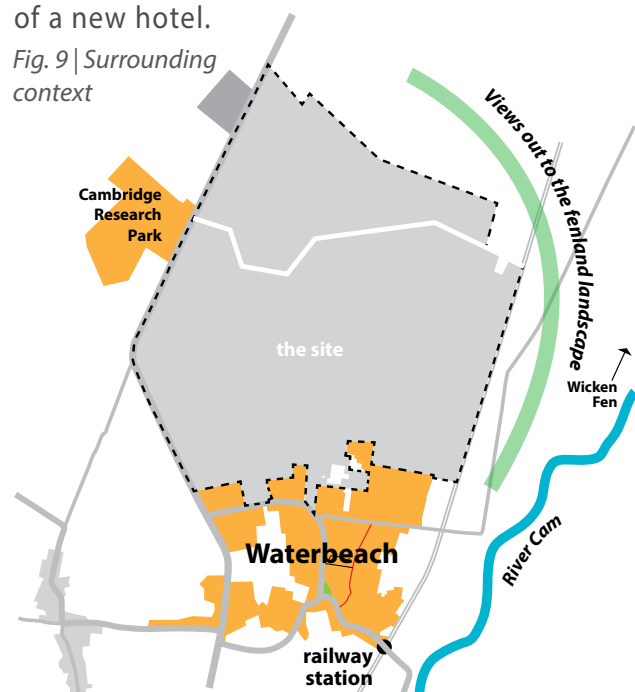 of a new hotel.
Fig. 9 | Surrounding
context
Views out to the fenland landscape
Cambridge
Research
Park
the site
Wicken
Fen
River Cam
Waterbeach
railway
station